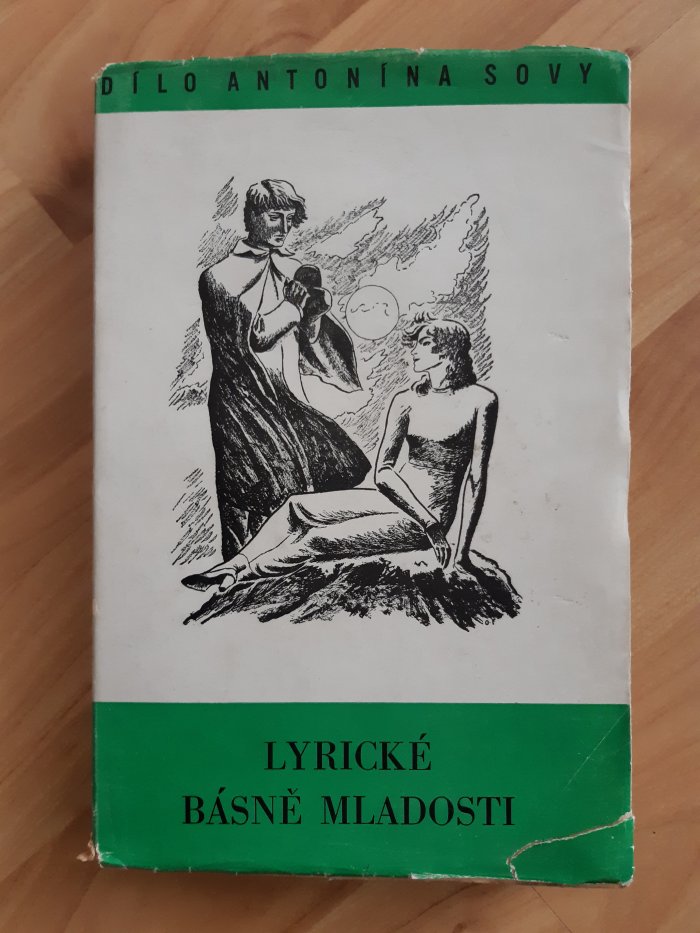 DÍLO ANTONÍNA SOVY
LYRICKÉ
BÁSNĚ MLADOSTI